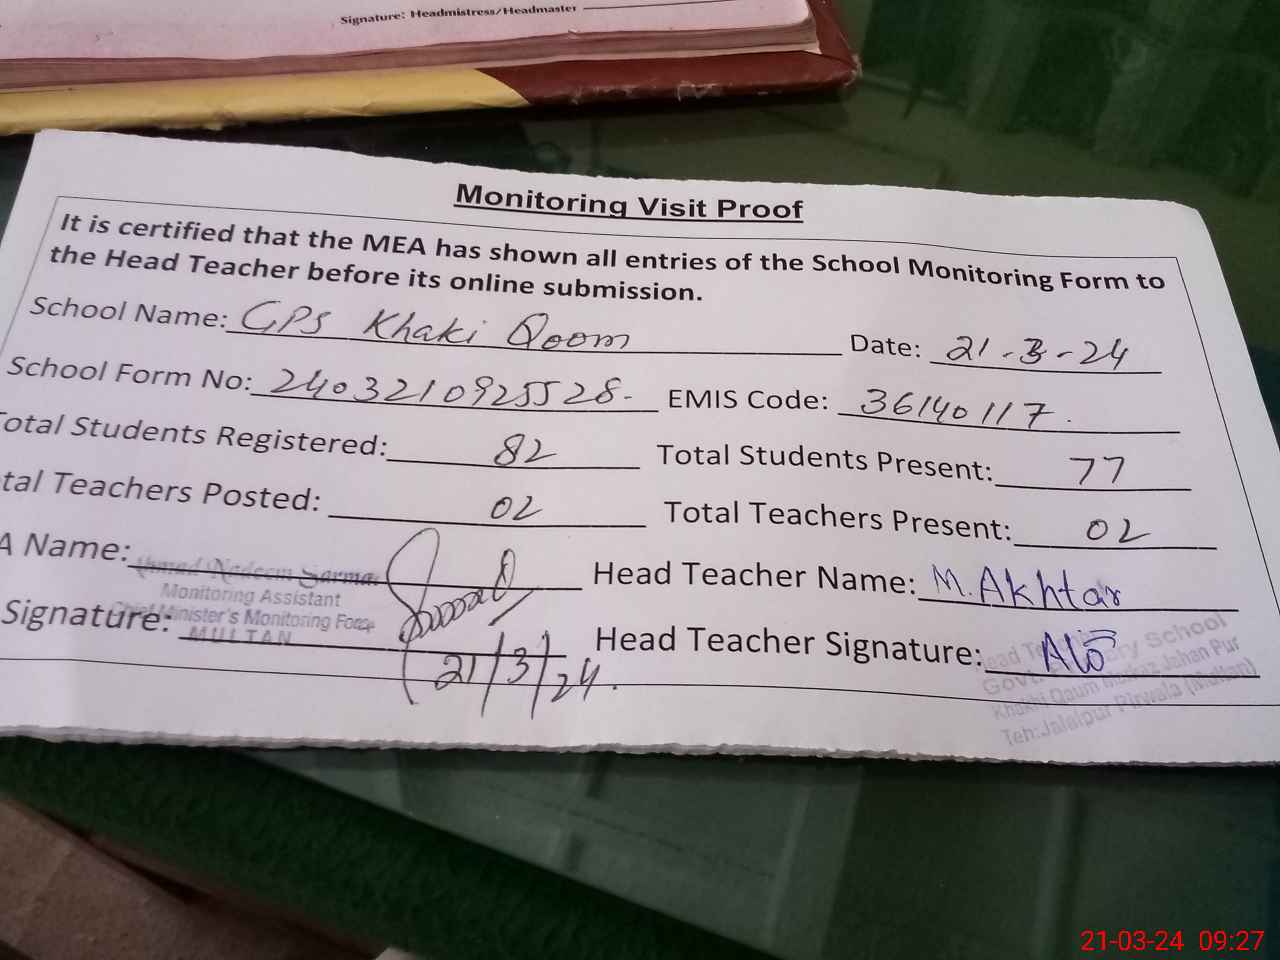 Signature: Headmistress/Headmaster
Monitoring Visit Proof
It is certified that the MEA has shown all entries of the School Monitoring Form to
the Head Teacher before its online submission.
School Name: GPS Khaki Qoom Date: 21-3-24
School Form No: 2403210925528. EMIS Code: 36140117.
otal Students Registered: 82 Total Students Present: 77
tal Teachers Posted: 02 Total Teachers Present: 02
A Name: Nadeem Head Teacher Name: M. Akhtar
Monitoring Assistant
Chief Minister's Monitoring Force
MULTAN
Signature: Head Teacher Signature:
21/3/24.
School
Jahan Pur
Teh: Jalalpur Pirwala (Multan)
21-03-24 09:27